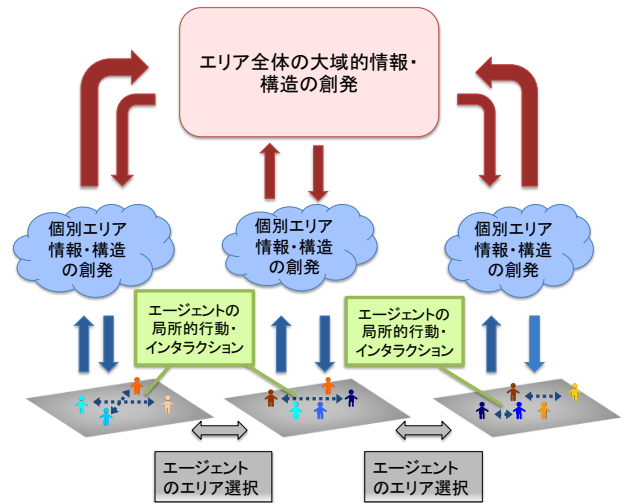 エリア全体の大域的情報・
構造の創発
個別エリア
情報・構造
の創発
個別エリア
情報・構造
の創発
個別エリア
情報・構造
の創発
エージェントの
局所的行動・
インタラクション
エージェントの
局所的行動・
インタラクション
エージェント
のエリア選択
エージェント
のエリア選択